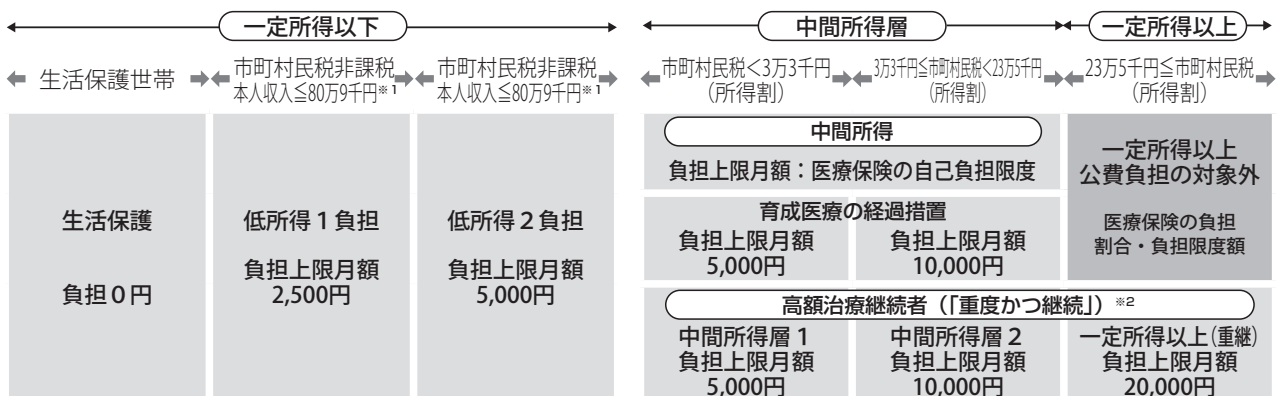 一定所得以下
中間所得層
一定所得以上
生活保護世帯
市町村民税非課税
本人収入≦80万9千円※1
市町村民税非課税
本人収入≦80万9千円※1
市町村民税<3万3千円
（所得割）
3万3千円≦市町村民税<23万5千円
（所得割）
23万5千円≦市町村民税
（所得割）
生活保護
負担０円
低所得１負担
負担上限月額
2,500円
低所得２負担
負担上限月額
5,000円
中間所得
負担上限月額：医療保険の自己負担限度
育成医療の経過措置
負担上限月額
5,000円
負担上限月額
10,000円
一定所得以上
公費負担の対象外
医療保険の負担
割合・負担限度額
高額治療継続者（「重度かつ継続」）※2
中間所得層１
負担上限月額
5,000円
中間所得層２
負担上限月額
10,000円
一定所得以上（重継）
負担上限月額
20,000円